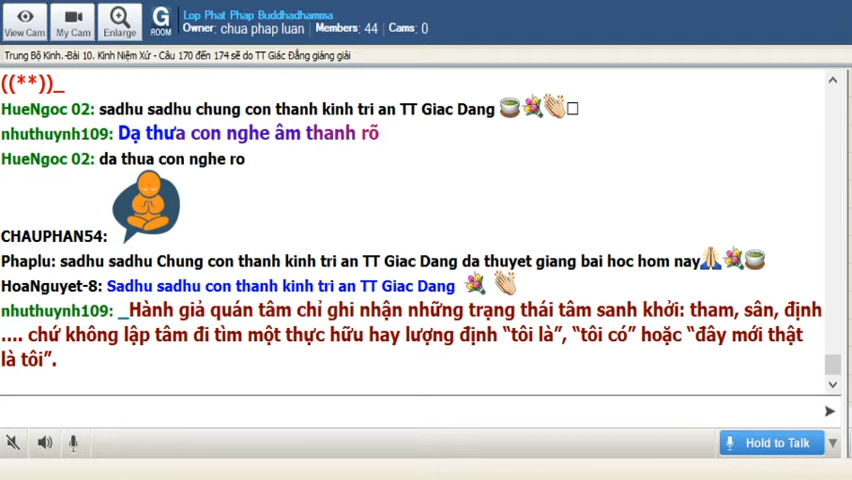 Lop Phat Phap Buddhadhamma
View Cam
My Cam
Enlarge
G
ROOM
Owner: chua phap luan Members: 44 Cams: 0
Trung Bộ Kinh.-Bài 10. Kinh Niệm Xứ - Câu 170 đến 174 sẽ do TT Giác Đẳng giảng giải
((**))_
HueNgoc 02: sadhu sadhu chung con thanh kinh tri an TT Giac Dang 🍵💐👏□
nhuthuynh109: Dạ thưa con nghe âm thanh rõ
HueNgoc 02: da thua con nghe ro
CHAUPHAN54:
Phaplu: sadhu sadhu Chung con thanh kinh tri an TT Giac Dang da thuyet giang bai hoc hom nay🙏💐🍵
HoaNguyet-8: Sadhu sadhu con thanh kinh tri an TT Giac Dang 💐 👏
nhuthuynh109: _Hành giả quán tâm chỉ ghi nhận những trạng thái tâm sanh khởi: tham, sân, định
.... chứ không lập tâm đi tìm một thực hữu hay lượng định “tôi là”, “tôi có” hoặc “đây mới thật
là tôi”.
Hold to Talk